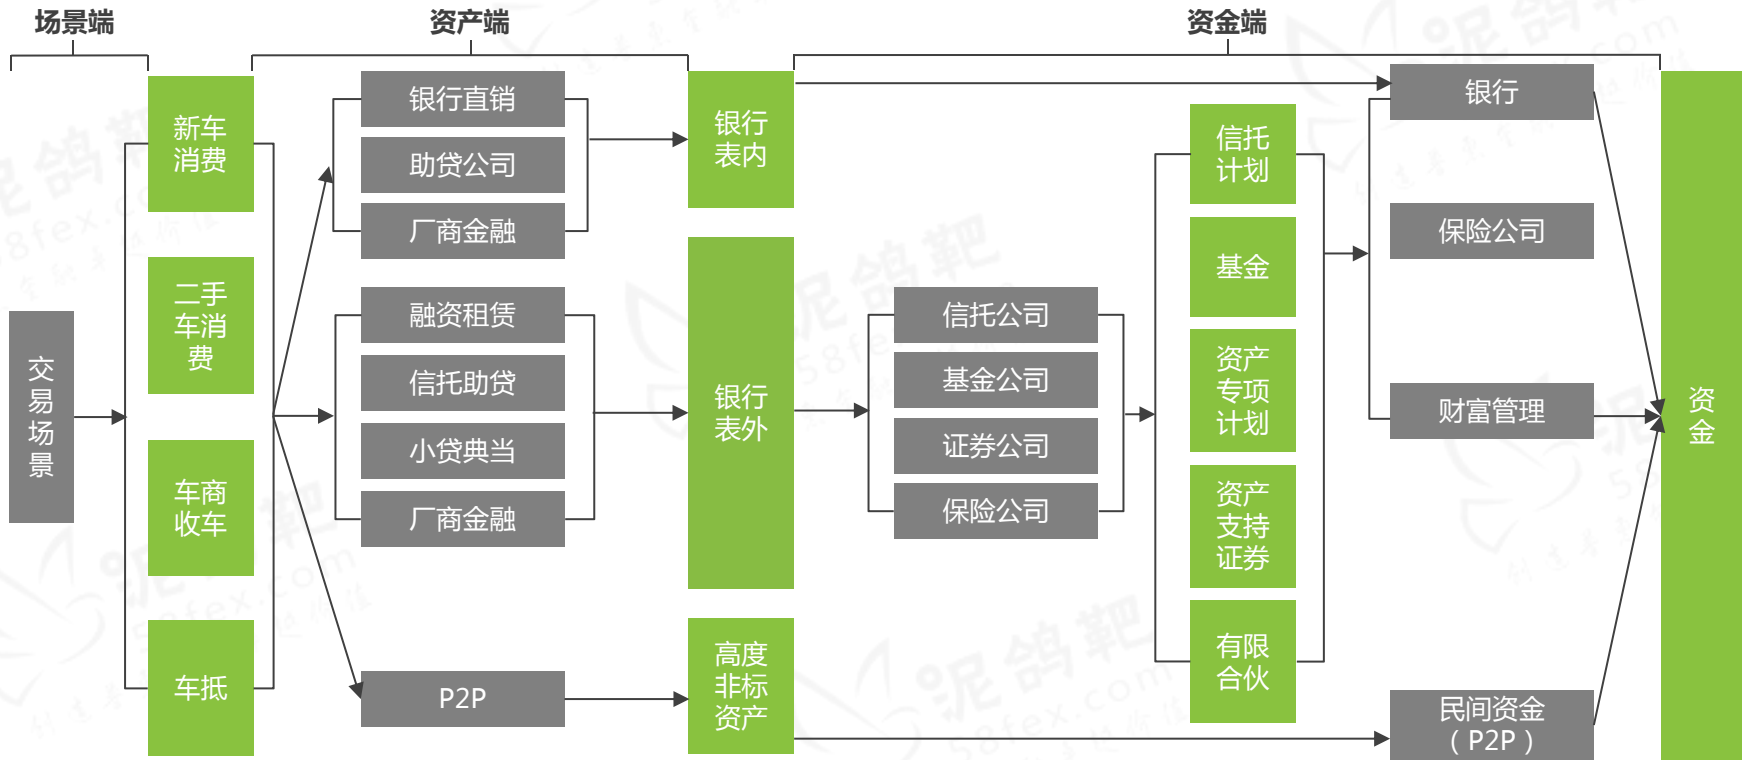 场景端
资产端
资金端
交
易
场
景
新车
消费
二手
车消
费
车商
收车
车抵
银行直销
助贷公司
厂商金融
融资租赁
信托助贷
小贷典当
厂商金融
P2P
银行
表内
银行
表外
高度
非标
资产
信托公司
基金公司
证券公司
保险公司
信托
计划
基金
资产
专项
计划
资产
支持
证券
有限
合伙
银行
保险公司
财富管理
民间资金
（P2P）
资
金
泥鸽靶
58fex.com